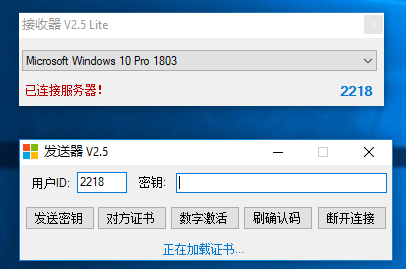 接收器 V2.5 Lite
Microsoft Windows 10 Pro 1803
已连接服务器！ 2218
发送器 V2.5
用户ID: 2218 密钥:
发送密钥 对方证书 数字激活 刷确认码 断开连接
正在加载证书...